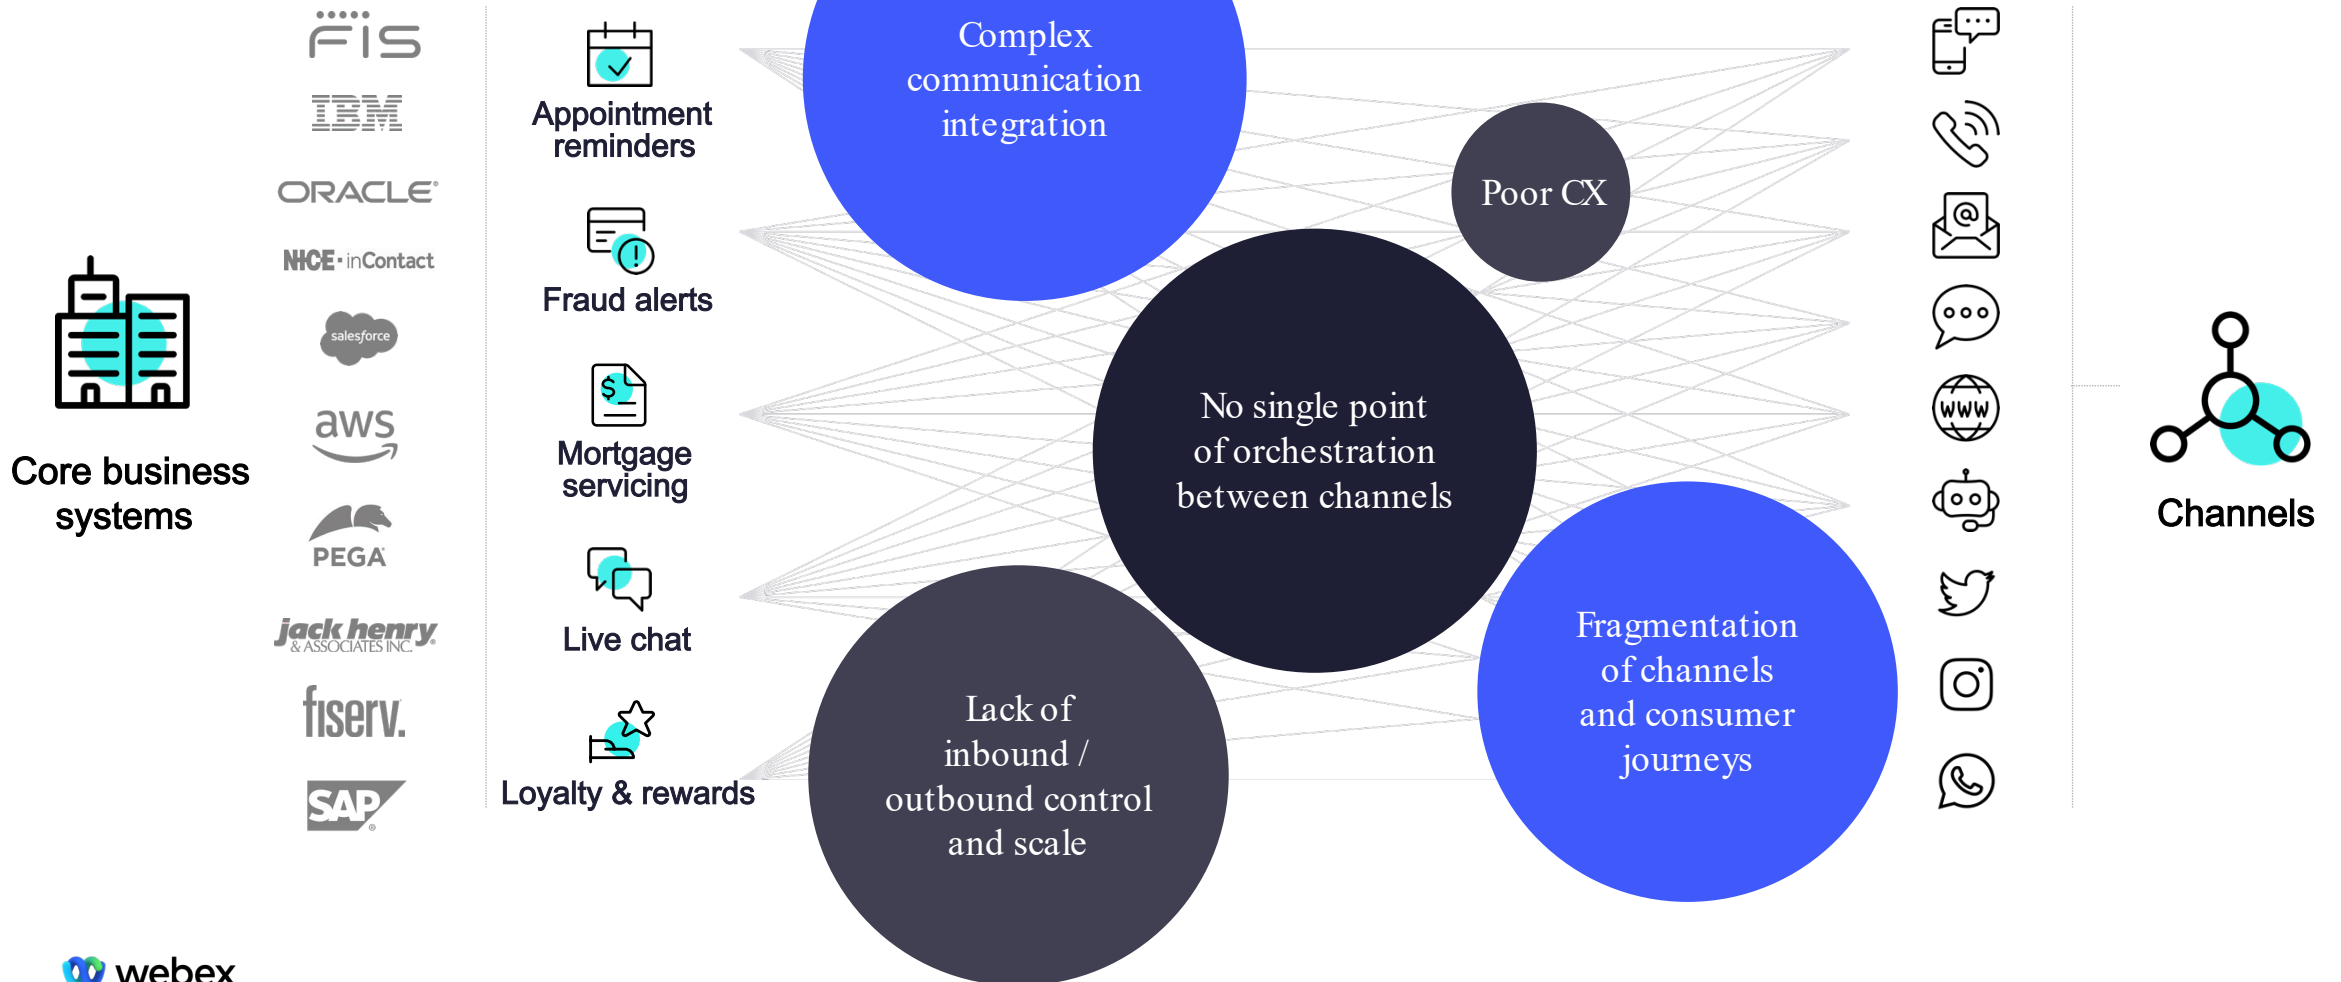 Core business
systems
FIS
IBM
ORACLE®
NICE·inContact
salesforce
aws
PEGA
jack henry
& ASSOCIATES INC.®
fiserv.
SAP®
Appointment
reminders
Fraud alerts
$
Mortgage
servicing
Live chat
Loyalty & rewards
Complex
communication
integration
Poor CX
No single point
of orchestration
between channels
Lack of
inbound /
outbound control
and scale
Fragmentation
of channels
and consumer
journeys
@
WWW
Channels
webex